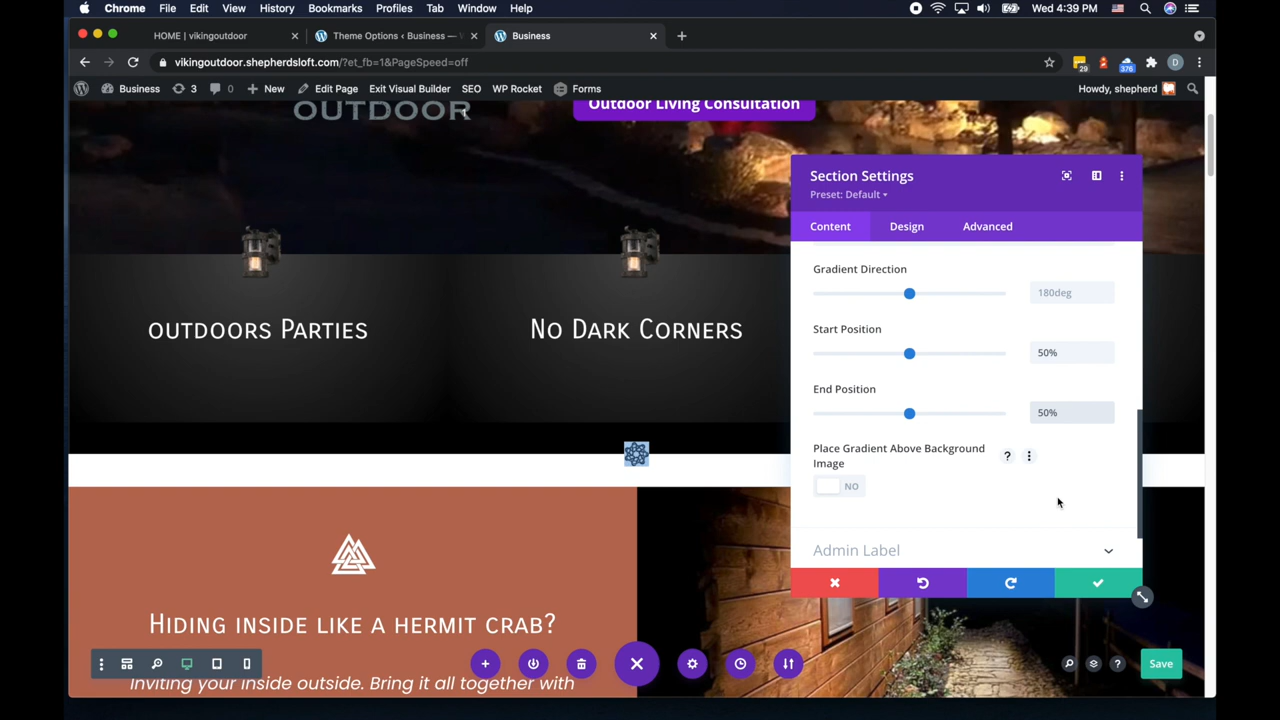 Chrome File Edit View History Bookmarks Profiles Tab Window Help Wed 4:39 PM
HOME | vikingoutdoor Theme Options ‹ Business — Business
vikingoutdoor.shepherdsloft.com/?et_fb=1&PageSpeed=off 29 376 D
Business 3 0 New Edit Page Exit Visual Builder SEO WP Rocket Forms Howdy, shepherd
OUTDOOR
Outdoor Living Consultation
Section Settings
Preset: Default
Content Design Advanced
Gradient Direction
180deg
Start Position
50%
End Position
50%
Place Gradient Above Background
Image
?
NO
Admin Label
outdoors Parties
No Dark Corners
Hiding inside like a hermit crab?
Inviting your inside outside. Bring it all together with
?
Save